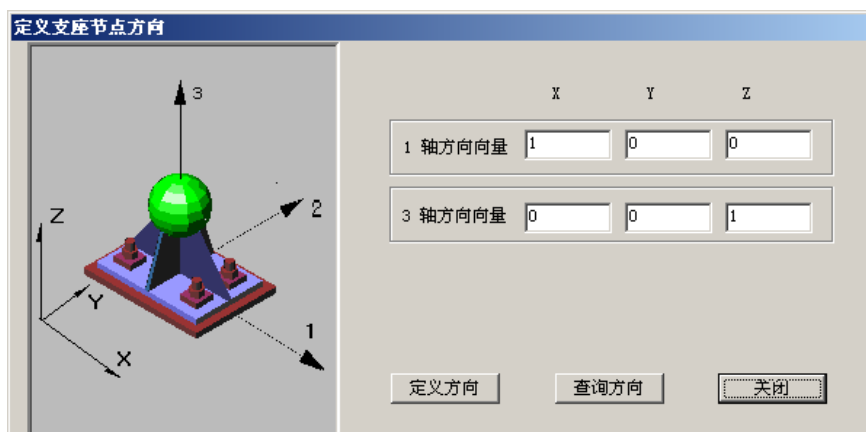 定义支座节点方向
3
2
1
Z
Y
X
X Y Z
1 轴方向向量 1 0 0
3 轴方向向量 0 0 1
定义方向 查询方向 关闭